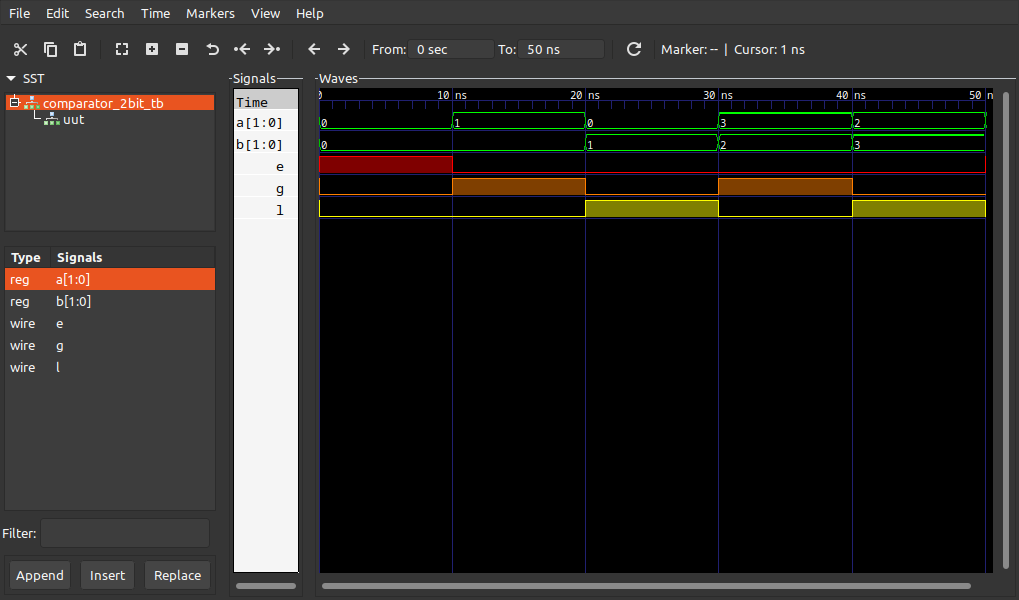 File Edit Search Time Markers View Help
From: 0 sec To: 50 ns Marker: -- | Cursor: 1 ns
SST
comparator_2bit_tb
uut
Type Signals
reg a[1:0]
reg b[1:0]
wire e
wire g
wire l
Filter:
Append Insert Replace
Signals
Time
a[1:0]
b[1:0]
e
g
l
Waves
0 10 ns 20 ns 30 ns 40 ns 50 n
0 1 0 3 2
0 1 2 3